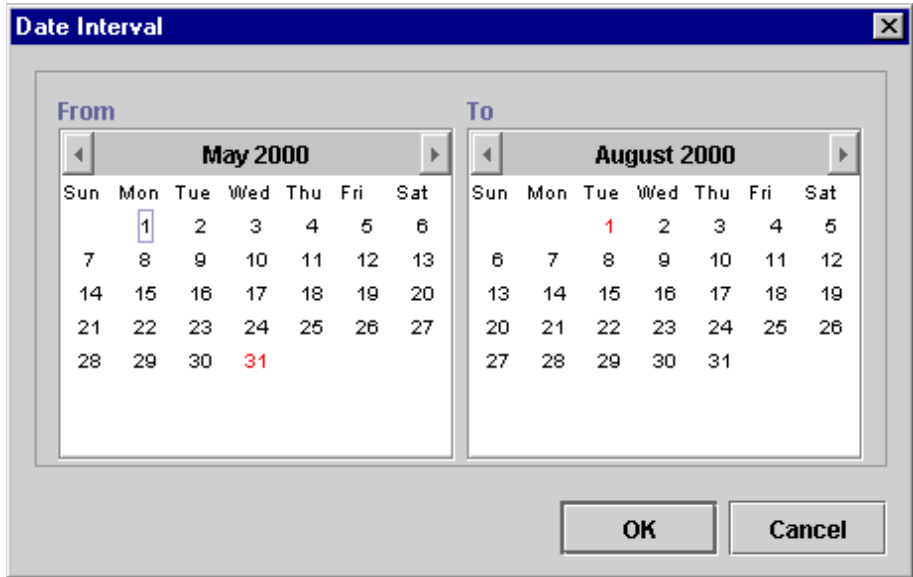 Date Interval
From
May 2000
Sun Mon Tue Wed Thu Fri Sat
1 2 3 4 5 6
7 8 9 10 11 12 13
14 15 16 17 18 19 20
21 22 23 24 25 26 27
28 29 30 31
To
August 2000
Sun Mon Tue Wed Thu Fri Sat
1 2 3 4 5
6 7 8 9 10 11 12
13 14 15 16 17 18 19
20 21 22 23 24 25 26
27 28 29 30 31
OK Cancel